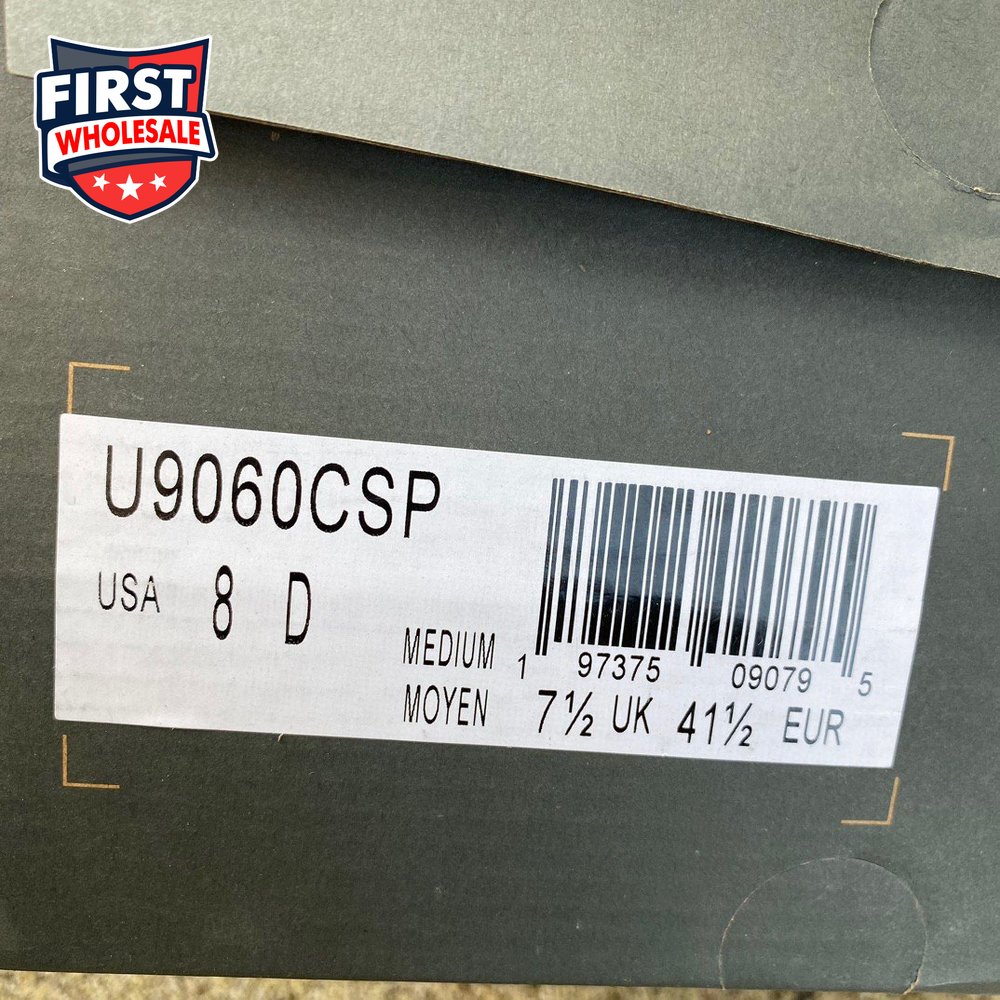 FIRST
WHOLESALE
U9060CSP
USA 8 D
MEDIUM
MOYEN
1 97375 09079 5
7½ UK 41½ EUR